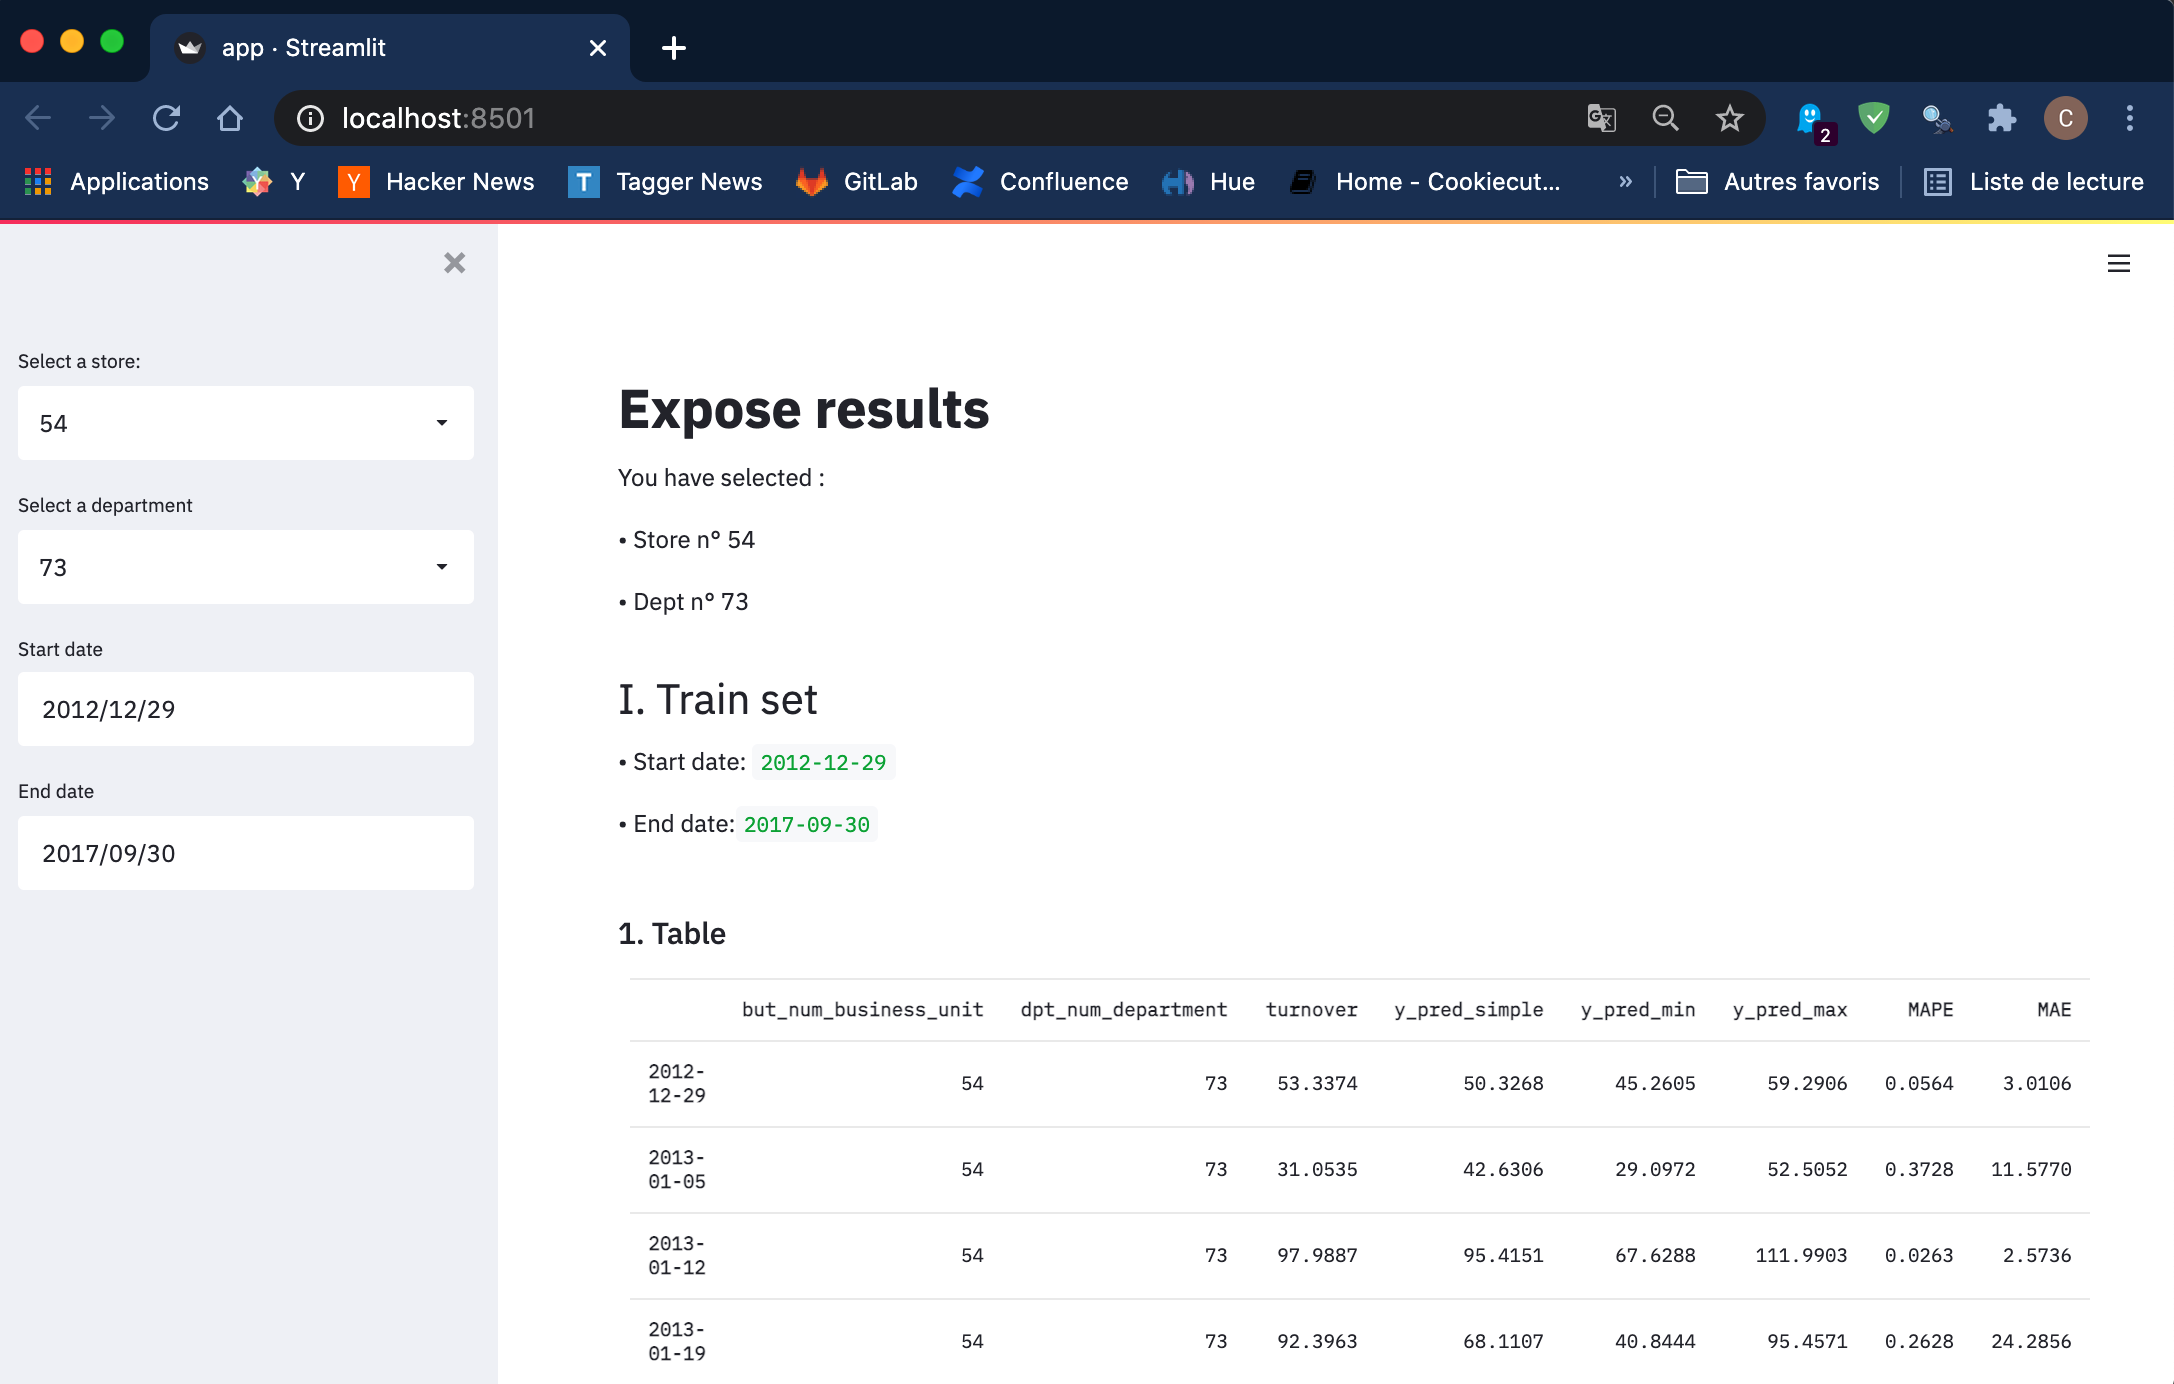 app · Streamlit
localhost:8501
2
C
Applications
Y
Y Hacker News
T Tagger News
GitLab
Confluence
Hue
Home - Cookiecut...
»
Autres favoris
Liste de lecture
Select a store:
54
Select a department
73
Start date
2012/12/29
End date
2017/09/30
Expose results
You have selected :
• Store n° 54
• Dept n° 73
I. Train set
• Start date: 2012-12-29
• End date: 2017-09-30
1. Table
but_num_business_unit dpt_num_department turnover y_pred_simple y_pred_min y_pred_max MAPE MAE
2012-12-29 54 73 53.3374 50.3268 45.2605 59.2906 0.0564 3.0106
2013-01-05 54 73 31.0535 42.6306 29.0972 52.5052 0.3728 11.5770
2013-01-12 54 73 97.9887 95.4151 67.6288 111.9903 0.0263 2.5736
2013-01-19 54 73 92.3963 68.1107 40.8444 95.4571 0.2628 24.2856